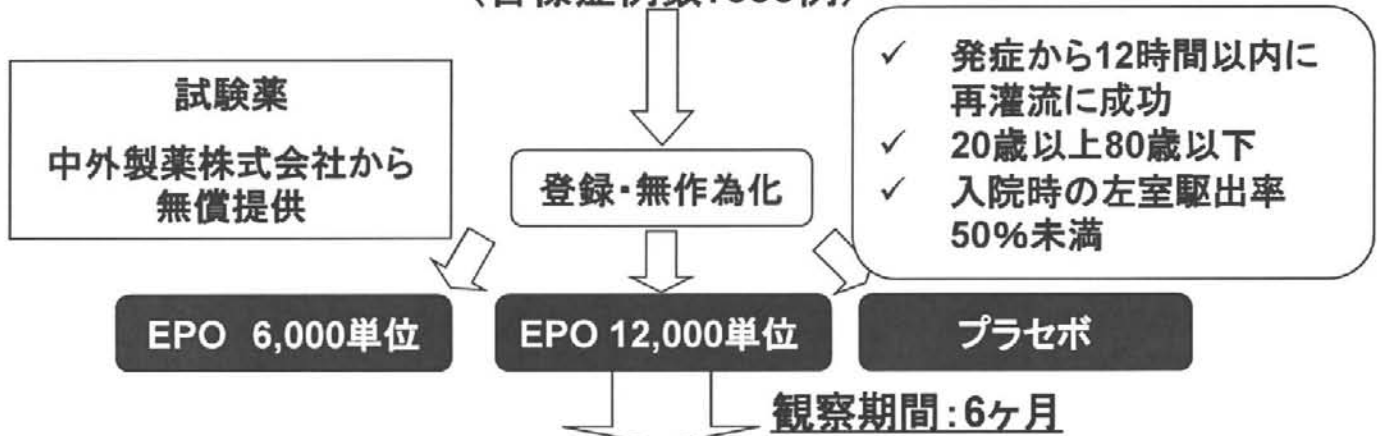 試験薬
中外製薬株式会社から
無償提供
登録・無作為化
✓ 発症から12時間以内に
再灌流に成功
✓ 20歳以上80歳以下
✓ 入院時の左室駆出率
50%未満
EPO 6,000単位
EPO 12,000単位
プラセボ
観察期間:6ヶ月